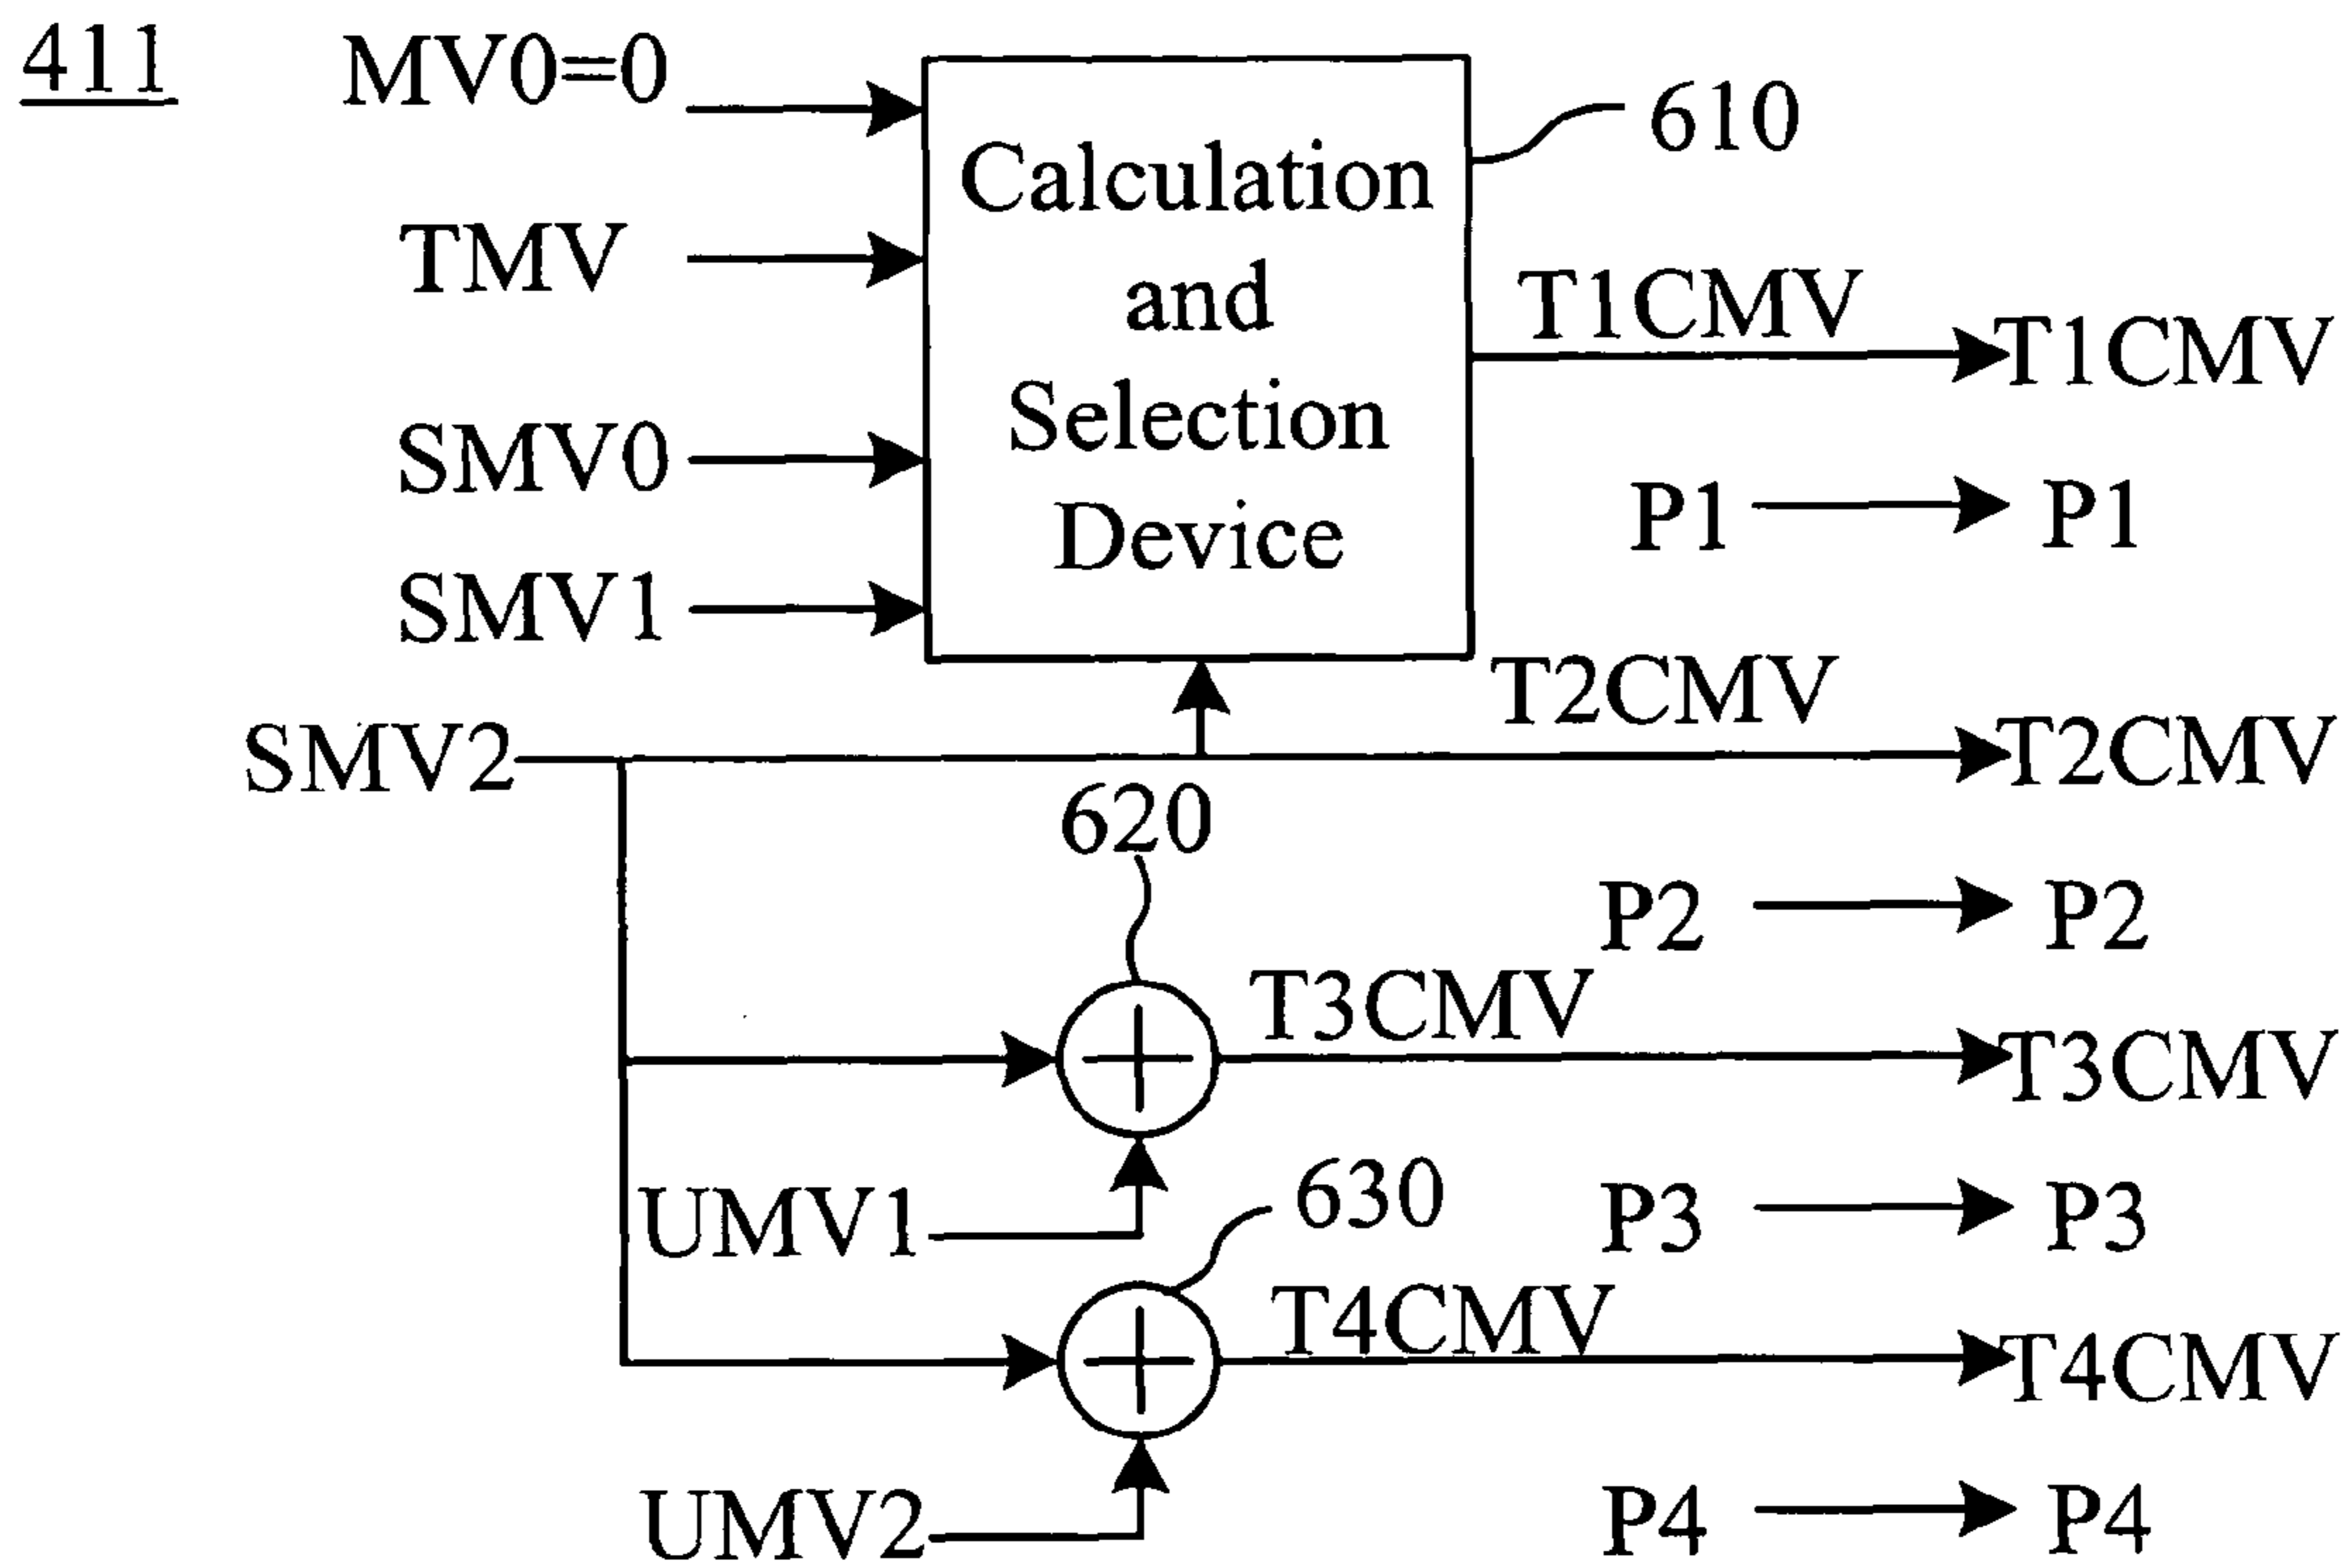 411
MV0=0
610
Calculation
and
Selection
Device
TMV
SMV0
SMV1
T1CMV
T1CMV
P1
P1
T2CMV
SMV2
T2CMV
620
P2
P2
T3CMV
T3CMV
UMV1
630
P3
P3
T4CMV
T4CMV
UMV2
P4
P4